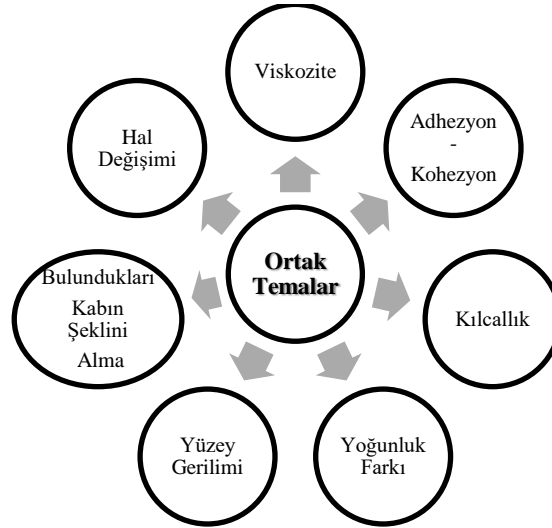 Viskozite
Adhezyon
-
Kohezyon
Kılcallık
Yoğunluk
Farkı
Yüzey
Gerilimi
Bulundukları
Kabın
Şeklini
Alma
Hal
Değişimi
Ortak
Temalar